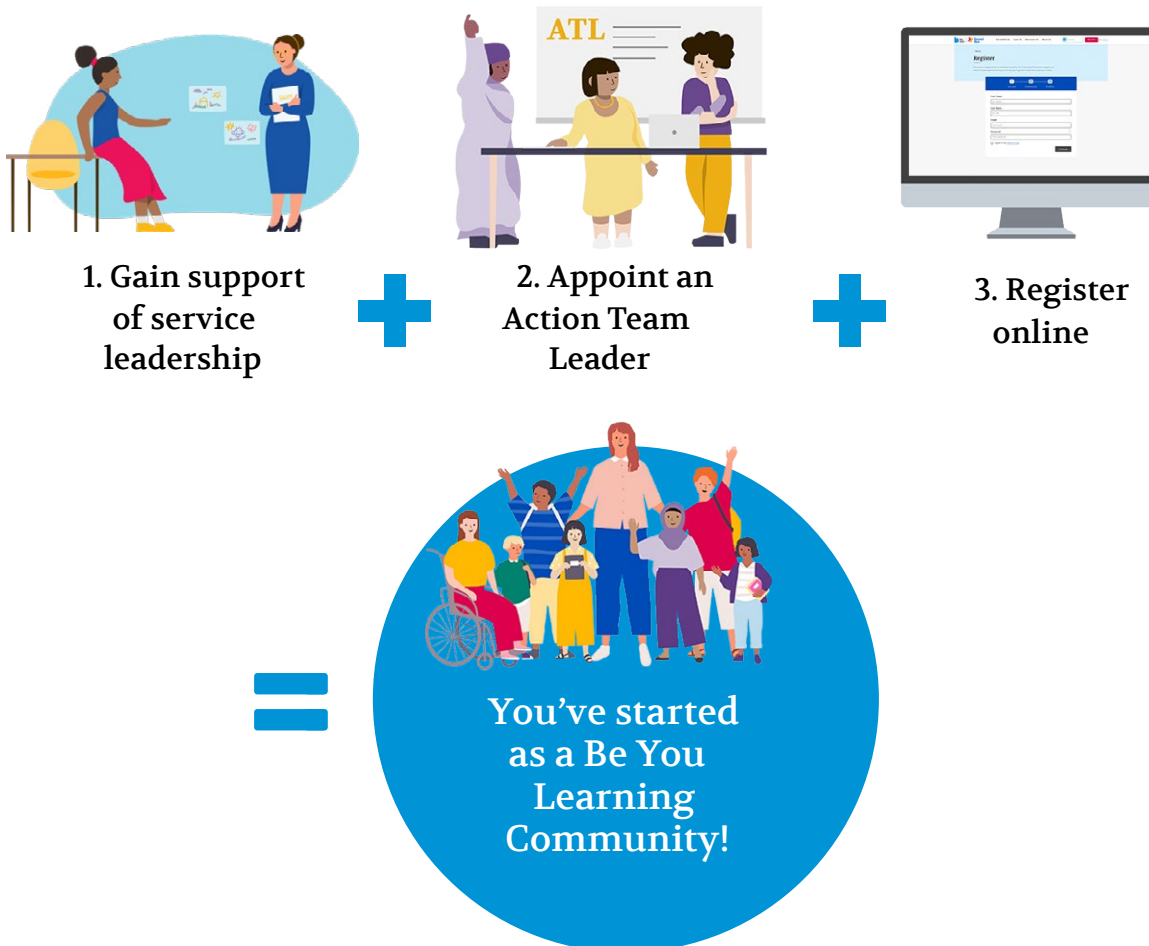 ATL
Register
1. Gain support
of service
leadership
2. Appoint an
Action Team
Leader
3. Register
online
You've started
as a Be You
Learning
Community!